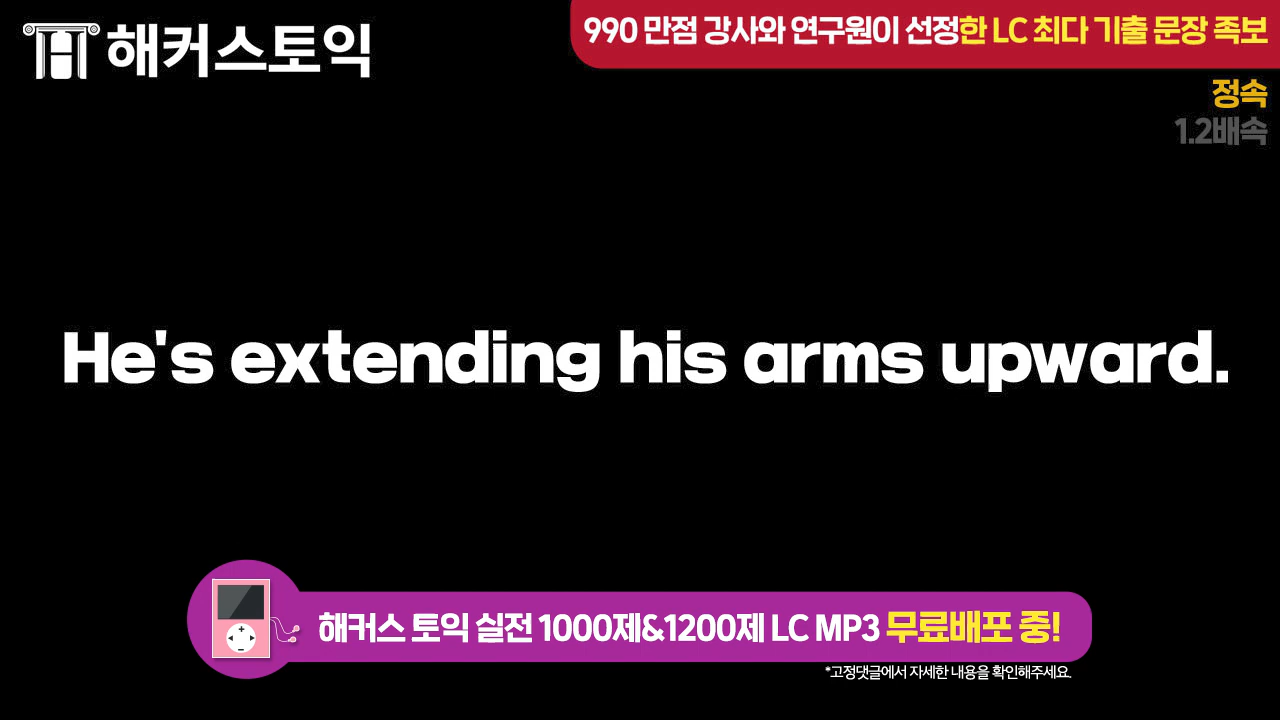 해커스토익
990 만점 강사와 연구원이 선정한 LC 최다 기출 문장 족보
정속
1.2배속
He's extending his arms upward.
해커스 토익 실전 1000제&1200제 LC MP3 무료배포 중!
*고정댓글에서 자세한 내용을 확인해주세요.